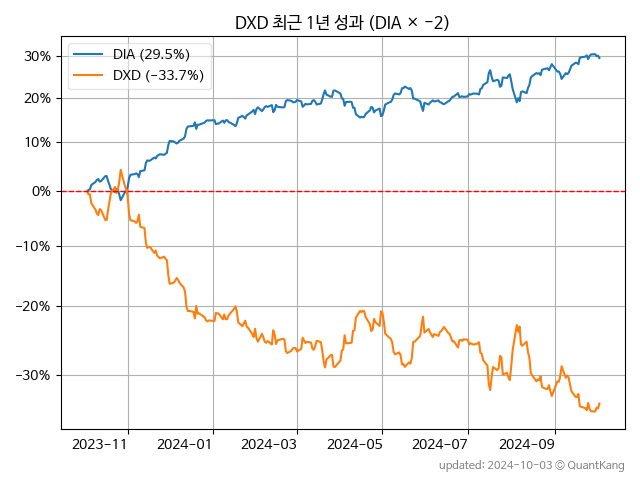 DXD 최근 1년 성과 (DIA × −2)
DIA (29.5%)
DXD (−33.7%)
30%
20%
10%
0%
−10%
−20%
−30%
2023-11 2024-01 2024-03 2024-05 2024-07 2024-09
updated: 2024-10-03 © QuantKang